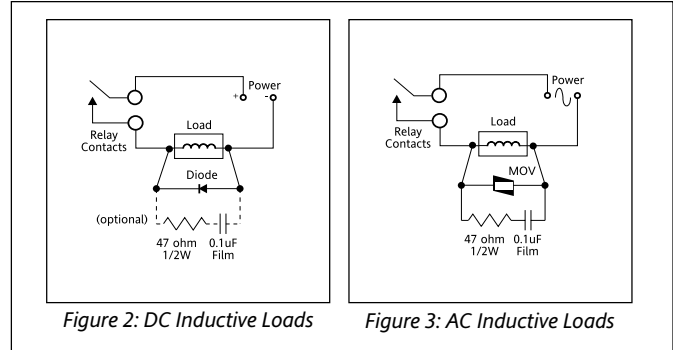 Power
+ -
Load
Relay
Contacts
Diode
(optional)
47 ohm
1/2W
0.1uF
Film
Figure 2: DC Inductive Loads
Power
Load
Relay
Contacts
MOV
47 ohm
1/2W
0.1uF
Film
Figure 3: AC Inductive Loads